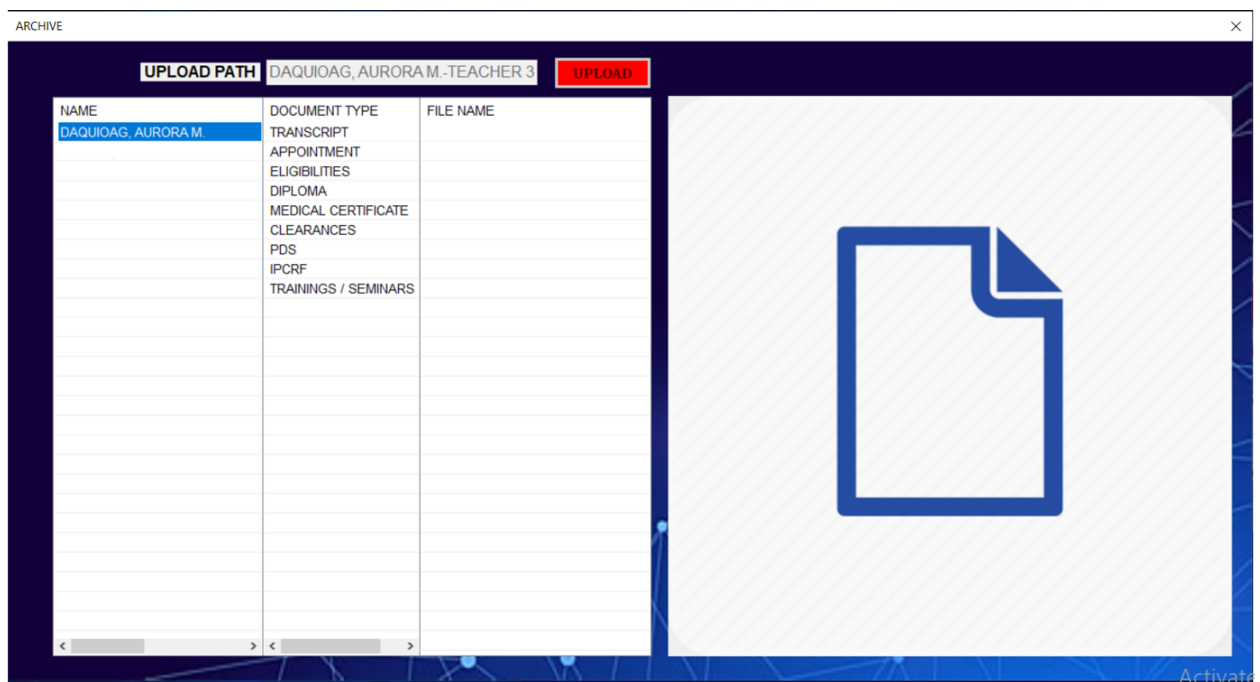 ARCHIVE
UPLOAD PATH DAQUIOAG, AURORA M.-TEACHER 3 UPLOAD
NAME DOCUMENT TYPE FILE NAME
DAQUIOAG, AURORA M. TRANSCRIPT
APPOINTMENT
ELIGIBILITIES
DIPLOMA
MEDICAL CERTIFICATE
CLEARANCES
PDS
IPCRF
TRAININGS / SEMINARS
Activate